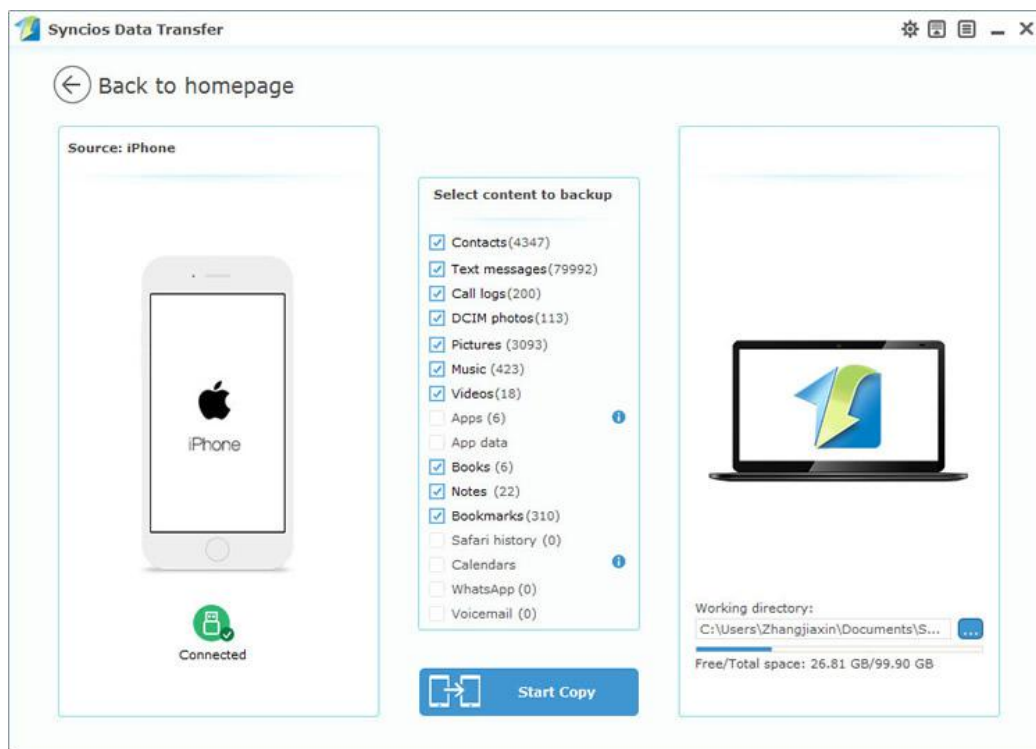 Syncios Data Transfer
Back to homepage
Source: iPhone
iPhone
Connected
Select content to backup
Contacts(4347)
Text messages(79992)
Call logs(200)
DCIM photos(113)
Pictures (3093)
Music (423)
Videos(18)
Apps (6)
App data
Books (6)
Notes (22)
Bookmarks(310)
Safari history (0)
Calendars
WhatsApp (0)
Voicemail (0)
Start Copy
Working directory:
C:\Users\Zhangjiaxin\Documents\S... ...
Free/Total space: 26.81 GB/99.90 GB